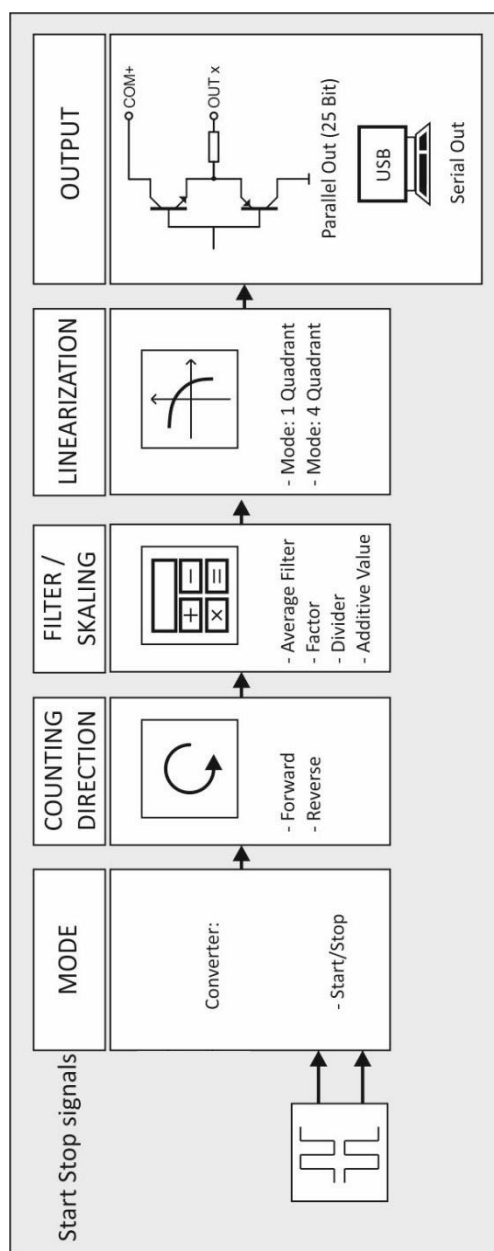 Start Stop signals
MODE
Converter:
- Start/Stop
COUNTING
DIRECTION
- Forward
- Reverse
FILTER /
SKALING
+
−
×
=
- Average Filter
- Factor
- Divider
- Additive Value
LINEARIZATION
- Mode: 1 Quadrant
- Mode: 4 Quadrant
OUTPUT
COM+
OUT x
Parallel Out (25 Bit)
USB
Serial Out